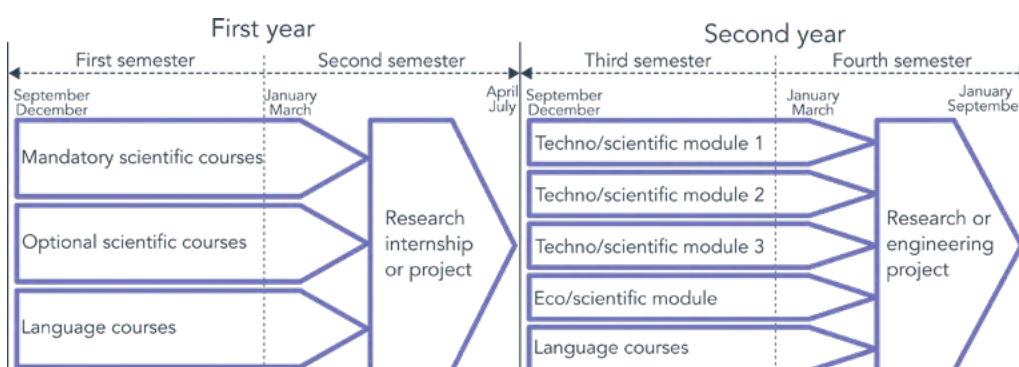 First year
Second year
First semester
Second semester
Third semester
Fourth semester
September
December
January
March
April
July
September
December
January
March
January
September
Mandatory scientific courses
Optional scientific courses
Language courses
Research
internship
or project
Techno/scientific module 1
Techno/scientific module 2
Techno/scientific module 3
Eco/scientific module
Language courses
Research or
engineering
project